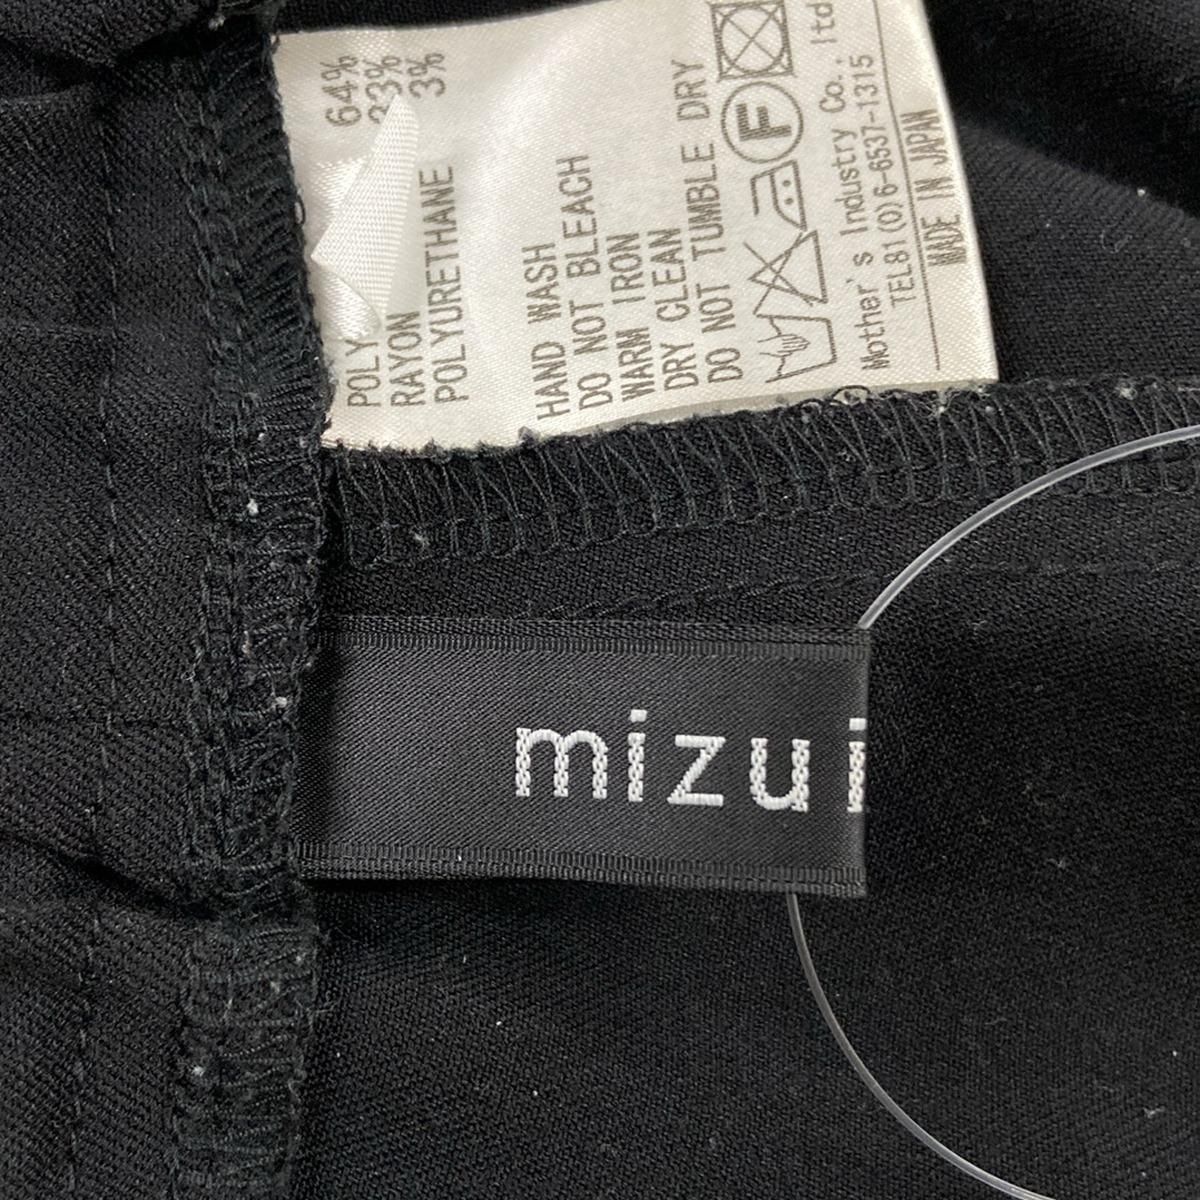 POLY 64%
RAYON 33%
POLYURETHANE 3%
HAND WASH
DO NOT BLEACH
WARM IRON
DRY CLEAN
DO NOT TUMBLE DRY
F
Mother's Industry Co., ltd
TEL81(0)6-6537-1315
MADE IN JAPAN
mizui